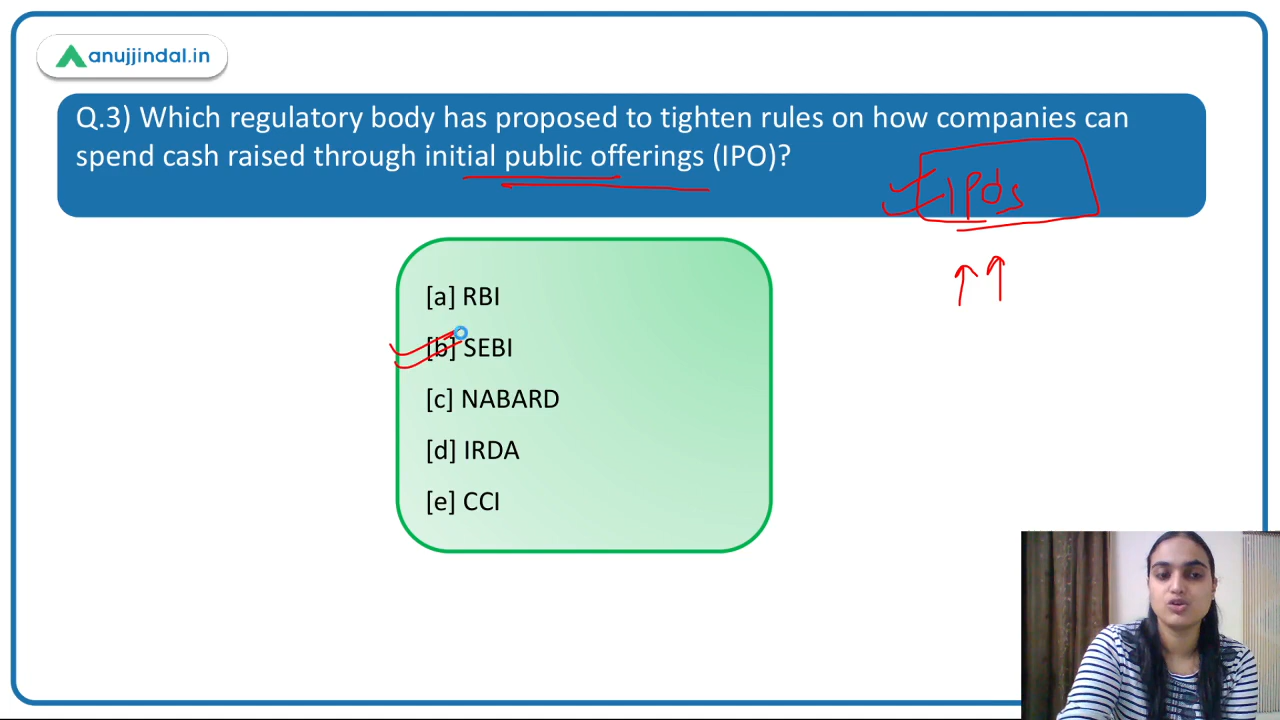 anujjindal.in
Q.3) Which regulatory body has proposed to tighten rules on how companies can
spend cash raised through initial public offerings (IPO)?
IPOs
[a] RBI
[b] SEBI
[c] NABARD
[d] IRDA
[e] CCI